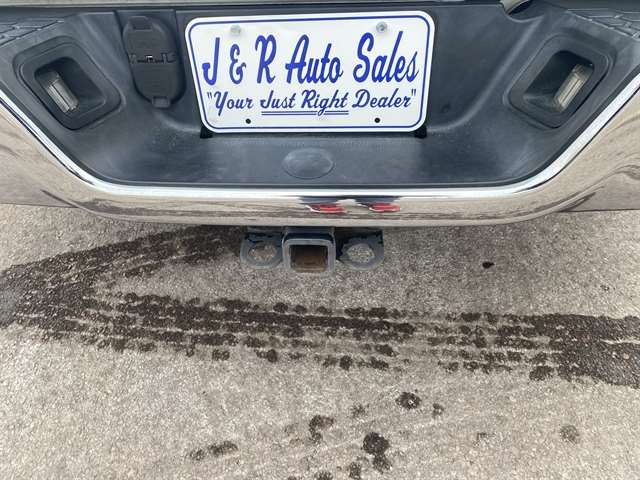 J & R Auto Sales
"Your Just Right Dealer"